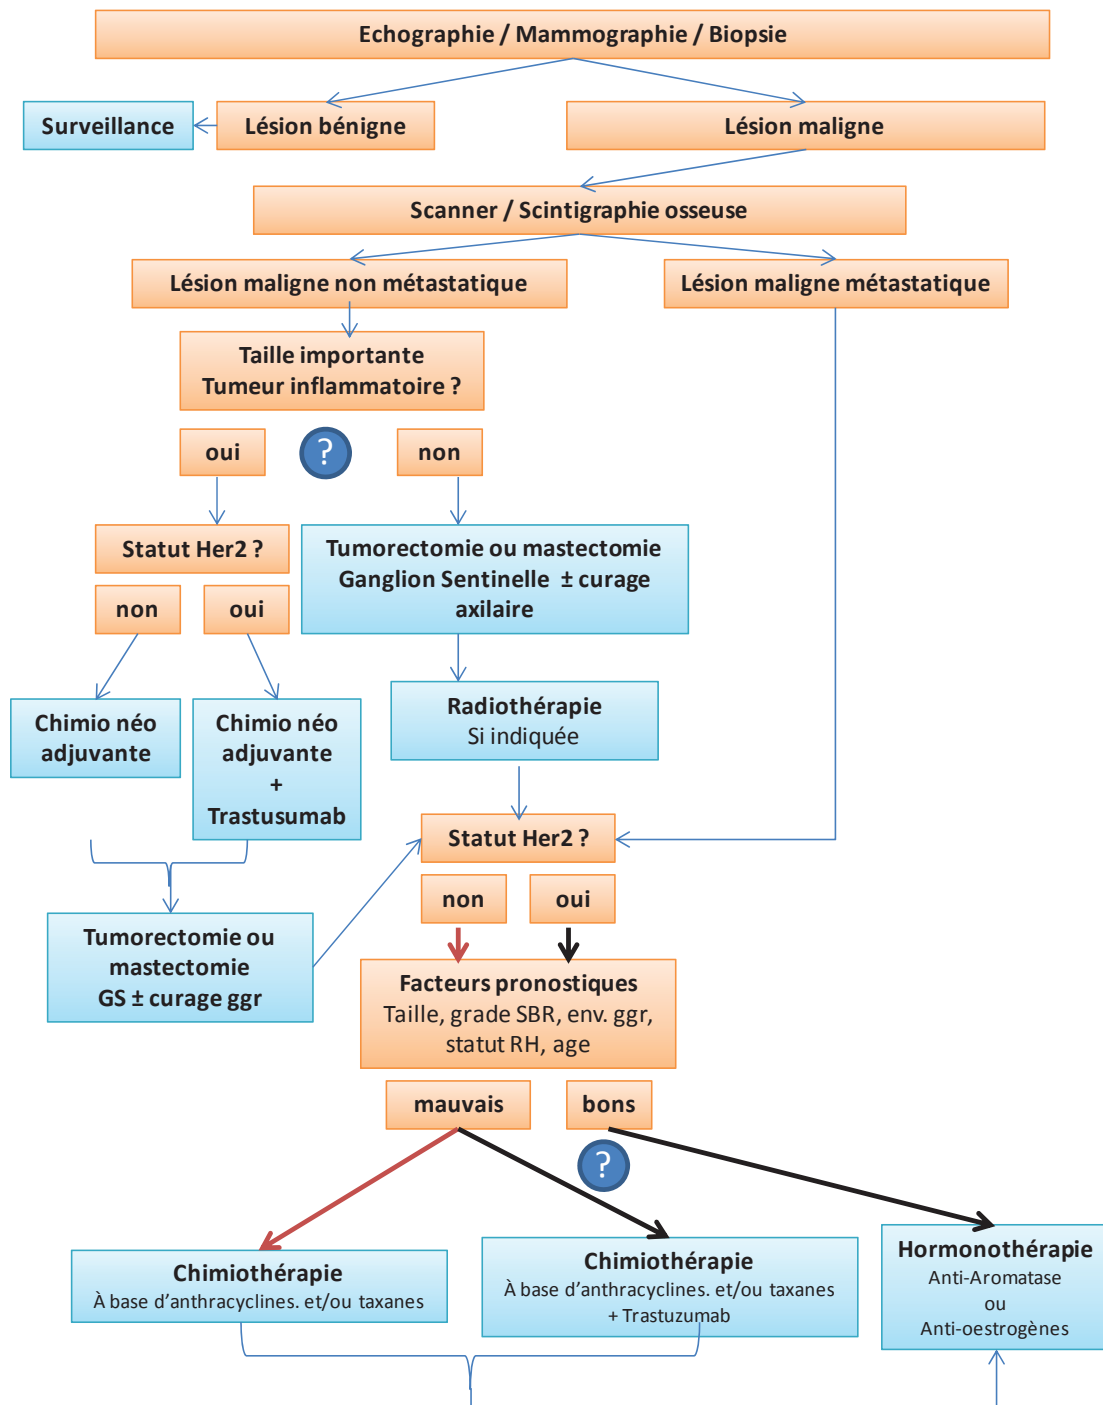 Echographie / Mammographie / Biopsie
Surveillance
Lésion bénigne
Lésion maligne
Scanner / Scintigraphie osseuse
Lésion maligne non métastatique
Lésion maligne métastatique
Taille importante
Tumeur inflammatoire ?
oui
?
non
Statut Her2 ?
Tumorectomie ou mastectomie
Ganglion Sentinelle ± curage
axilaire
non
oui
Chimio néo
adjuvante
Chimio néo
adjuvante
+
Trastusumab
Radiothérapie
Si indiquée
Statut Her2 ?
non
oui
Tumorectomie ou
mastectomie
GS ± curage ggr
Facteurs pronostiques
Taille, grade SBR, env. ggr,
statut RH, age
mauvais
bons
?
Chimiothérapie
À base d'anthracyclines. et/ou taxanes
Chimiothérapie
À base d'anthracyclines. et/ou taxanes
+ Trastuzumab
Hormonothérapie
Anti-Aromatase
ou
Anti-oestrogènes